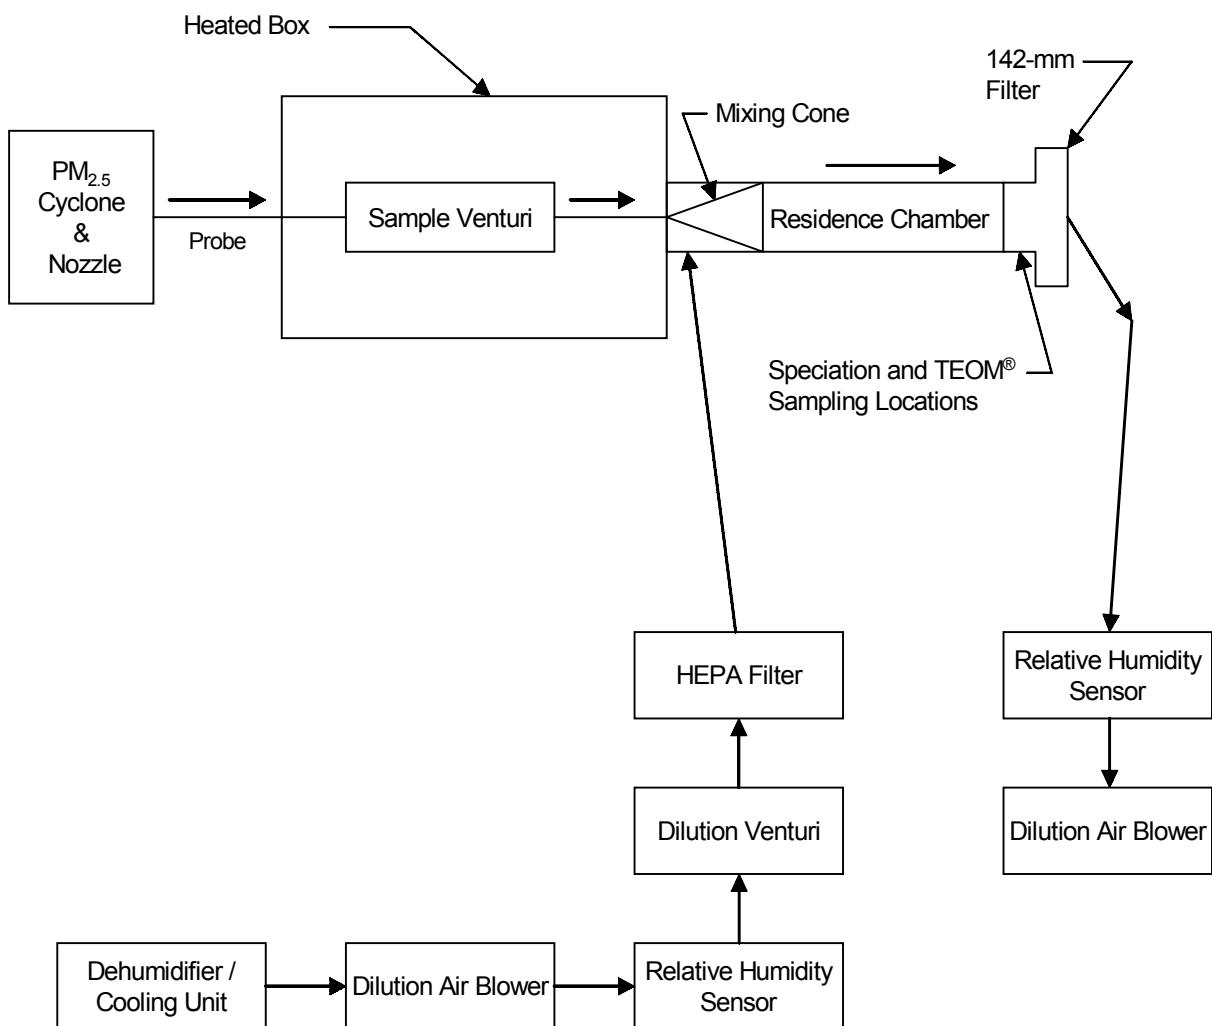 Heated Box
142-mm
Filter
Mixing Cone
PM2.5
Cyclone
&
Nozzle
Probe
Sample Venturi
Residence Chamber
Speciation and TEOM®
Sampling Locations
HEPA Filter
Relative Humidity
Sensor
Dilution Venturi
Dilution Air Blower
Dehumidifier /
Cooling Unit
Dilution Air Blower
Relative Humidity
Sensor